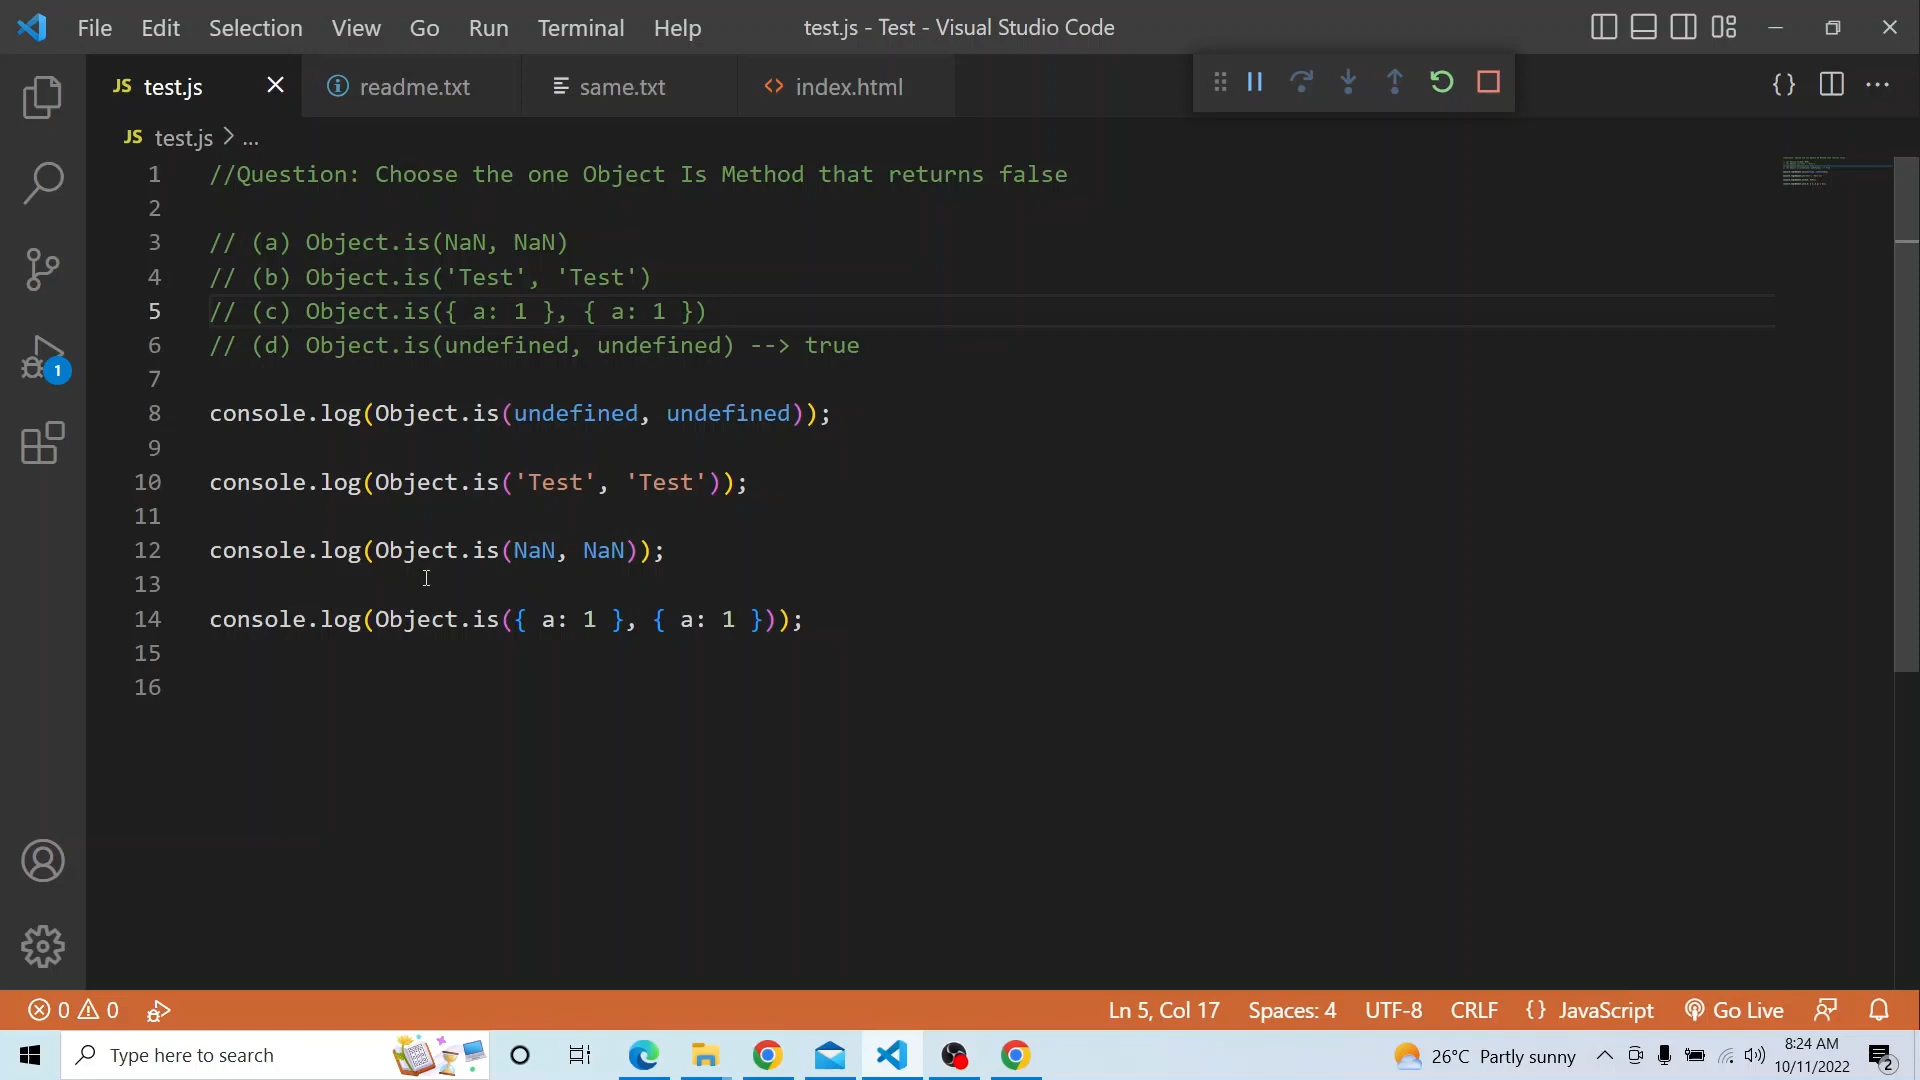 File Edit Selection View Go Run Terminal Help test.js - Test - Visual Studio Code
JS test.js readme.txt same.txt index.html
JS test.js > ...
1 //Question: Choose the one Object Is Method that returns false
2
3 // (a) Object.is(NaN, NaN)
4 // (b) Object.is('Test', 'Test')
5 // (c) Object.is({ a: 1 }, { a: 1 })
6 // (d) Object.is(undefined, undefined) --> true
7
8 console.log(Object.is(undefined, undefined));
9
10 console.log(Object.is('Test', 'Test'));
11
12 console.log(Object.is(NaN, NaN));
13
14 console.log(Object.is({ a: 1 }, { a: 1 }));
15
16
1
0 0 Ln 5, Col 17 Spaces: 4 UTF-8 CRLF {} JavaScript Go Live
Type here to search 26°C Partly sunny 8:24 AM
10/11/2022 2